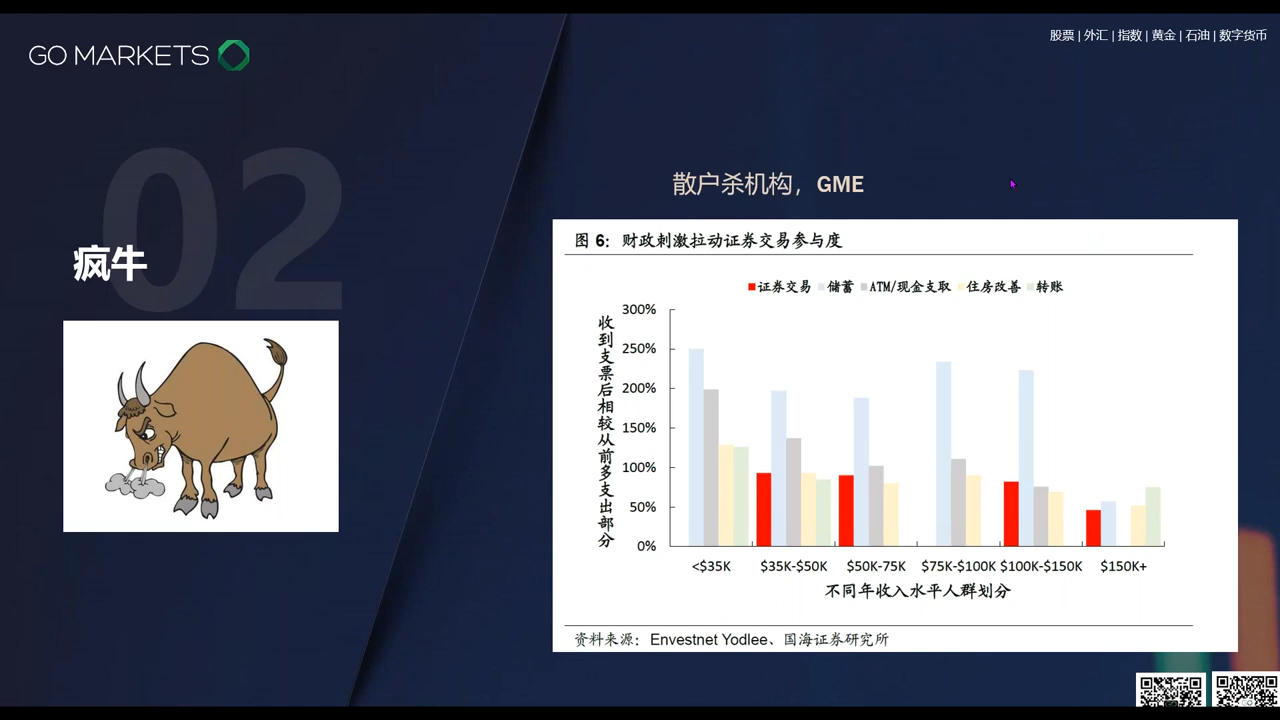 GO MARKETS
股票 | 外汇 | 指数 | 黄金 | 石油 | 数字货币
02
疯牛
散户杀机构，GME
图 6：财政刺激拉动证券交易参与度
证券交易 储蓄 ATM/现金支取 住房改善 转账
收到支票后相较从前多支出部分
300%
250%
200%
150%
100%
50%
0%
<$35K $35K-$50K $50K-75K $75K-$100K $100K-$150K $150K+
不同年收入水平人群划分
资料来源：Envestnet Yodlee、国海证券研究所